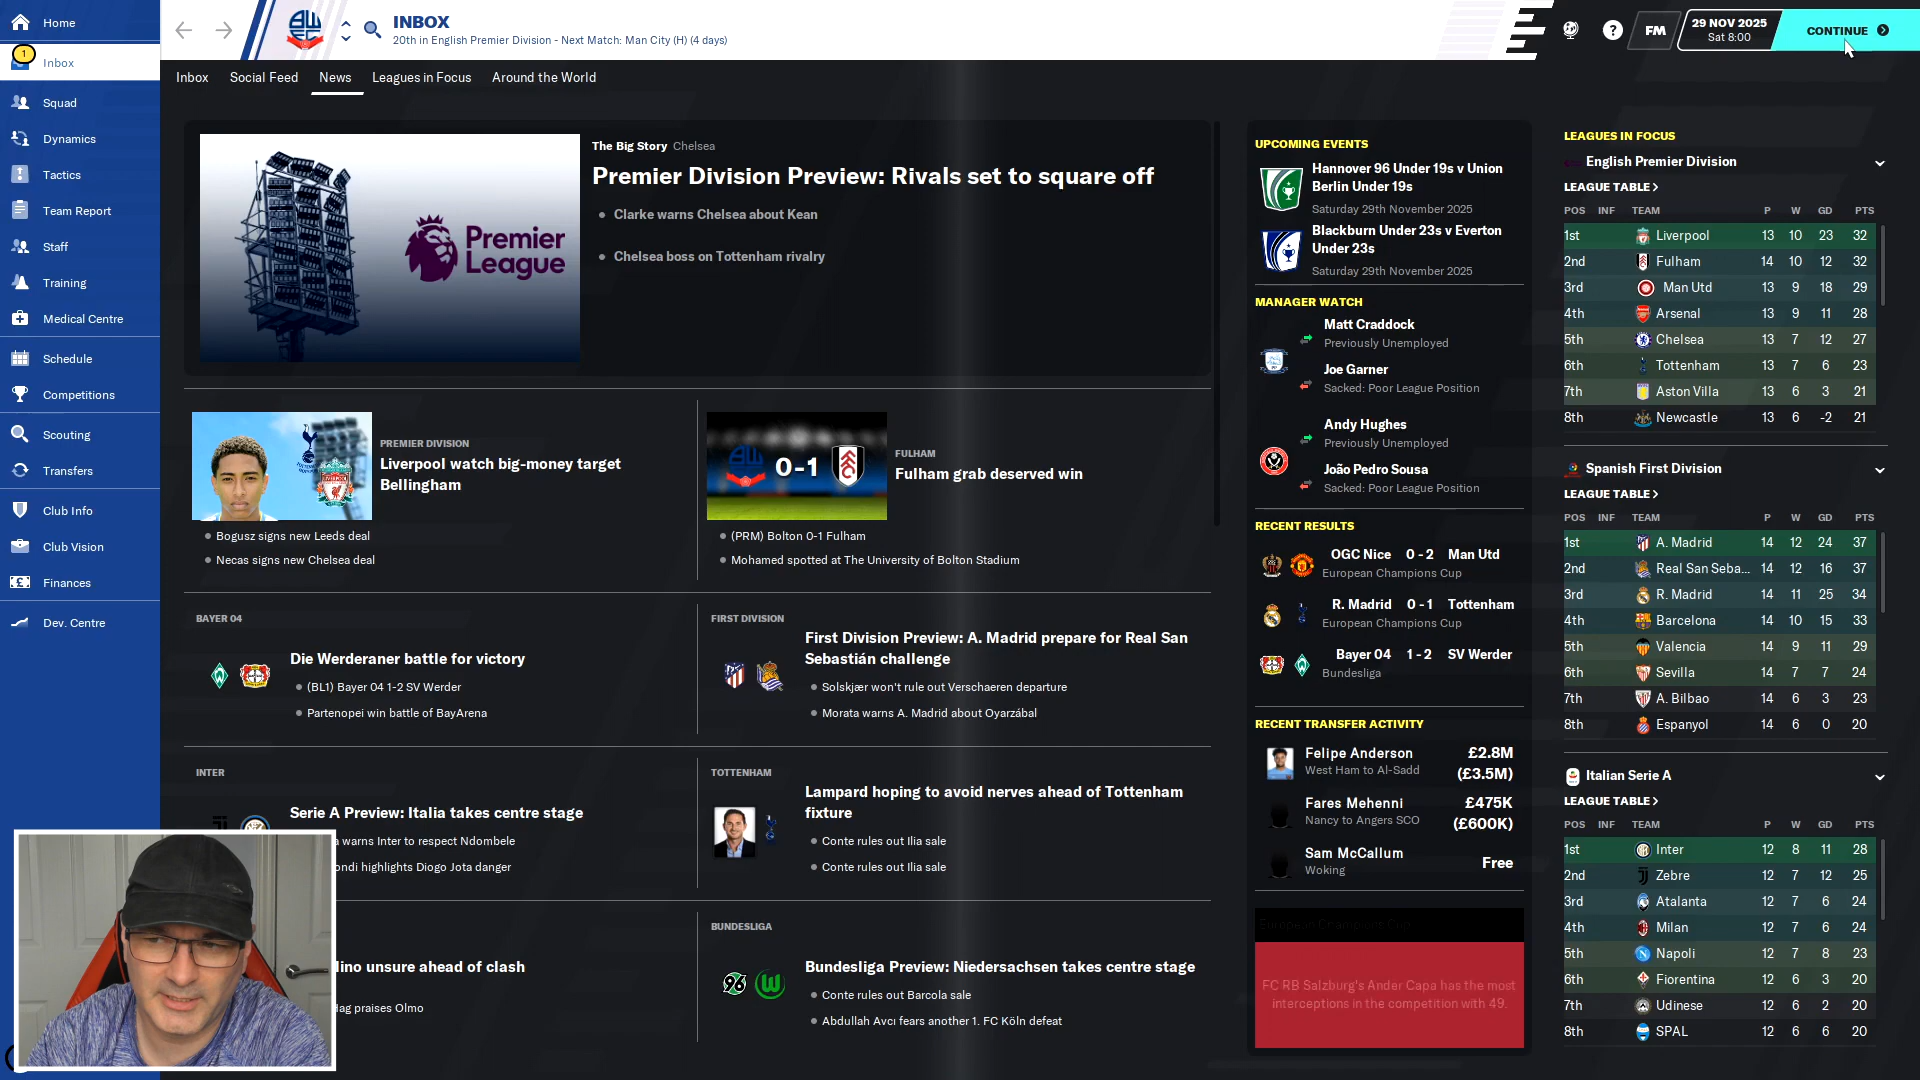 Home
1
Inbox
Squad
Dynamics
Tactics
Team Report
Staff
Training
Medical Centre
Schedule
Competitions
Scouting
Transfers
Club Info
Club Vision
Finances
Dev. Centre
INBOX
20th in English Premier Division - Next Match: Man City (H) (4 days)
?
FM
29 NOV 2025
Sat 8:00
CONTINUE
Inbox Social Feed News Leagues in Focus Around the World
Premier
League
The Big Story Chelsea
Premier Division Preview: Rivals set to square off
Clarke warns Chelsea about Kean
Chelsea boss on Tottenham rivalry
PREMIER DIVISION
Liverpool watch big-money target
Bellingham
Bogusz signs new Leeds deal
Necas signs new Chelsea deal
0-1
FULHAM
Fulham grab deserved win
(PRM) Bolton 0-1 Fulham
Mohamed spotted at The University of Bolton Stadium
BAYER 04
Die Werderaner battle for victory
(BL1) Bayer 04 1-2 SV Werder
Partenopei win battle of BayArena
FIRST DIVISION
First Division Preview: A. Madrid prepare for Real San
Sebastián challenge
Solskjær won't rule out Verschaeren departure
Morata warns A. Madrid about Oyarzábal
INTER
Serie A Preview: Italia takes centre stage
warns Inter to respect Ndombele
highlights Diogo Jota danger
TOTTENHAM
Lampard hoping to avoid nerves ahead of Tottenham
fixture
Conte rules out Ilia sale
Conte rules out Ilia sale
unsure ahead of clash
praises Olmo
BUNDESLIGA
Bundesliga Preview: Niedersachsen takes centre stage
Conte rules out Barcola sale
Abdullah Avcı fears another 1. FC Köln defeat
UPCOMING EVENTS
Hannover 96 Under 19s v Union
Berlin Under 19s
Saturday 29th November 2025
Blackburn Under 23s v Everton
Under 23s
Saturday 29th November 2025
MANAGER WATCH
Matt Craddock
Previously Unemployed
Joe Garner
Sacked: Poor League Position
Andy Hughes
Previously Unemployed
João Pedro Sousa
Sacked: Poor League Position
RECENT RESULTS
OGC Nice 0 - 2 Man Utd
European Champions Cup
R. Madrid 0 - 1 Tottenham
European Champions Cup
Bayer 04 1 - 2 SV Werder
Bundesliga
RECENT TRANSFER ACTIVITY
Felipe Anderson £2.8M
West Ham to Al-Sadd (£3.5M)
Fares Mehenni £475K
Nancy to Angers SCO (£600K)
Sam McCallum Free
Woking
European Champions Cup
FC RB Salzburg's Ander Capa has the most
interceptions in the competition with 49.
LEAGUES IN FOCUS
English Premier Division
LEAGUE TABLE
POS INF TEAM P W GD PTS
1st Liverpool 13 10 23 32
2nd Fulham 14 10 12 32
3rd Man Utd 13 9 18 29
4th Arsenal 13 9 11 28
5th Chelsea 13 7 12 27
6th Tottenham 13 7 6 23
7th Aston Villa 13 6 3 21
8th Newcastle 13 6 -2 21
Spanish First Division
LEAGUE TABLE
POS INF TEAM P W GD PTS
1st A. Madrid 14 12 24 37
2nd Real San Seba... 14 12 16 37
3rd R. Madrid 14 11 25 34
4th Barcelona 14 10 15 33
5th Valencia 14 9 11 29
6th Sevilla 14 7 7 24
7th A. Bilbao 14 6 3 23
8th Espanyol 14 6 0 20
Italian Serie A
LEAGUE TABLE
POS INF TEAM P W GD PTS
1st Inter 12 8 11 28
2nd Zebre 12 7 12 25
3rd Atalanta 12 7 6 24
4th Milan 12 7 6 24
5th Napoli 12 7 8 23
6th Fiorentina 12 6 3 20
7th Udinese 12 6 2 20
8th SPAL 12 6 6 20